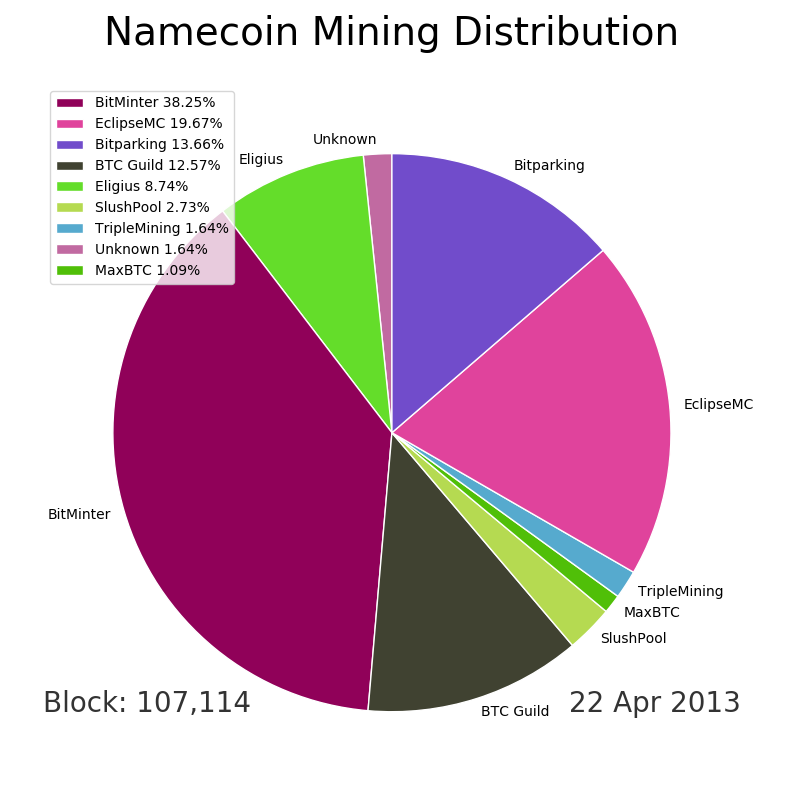 Namecoin Mining Distribution
BitMinter 38.25%
EclipseMC 19.67%
Bitparking 13.66%
BTC Guild 12.57%
Eligius 8.74%
SlushPool 2.73%
TripleMining 1.64%
Unknown 1.64%
MaxBTC 1.09%
Unknown
Eligius
Bitparking
EclipseMC
BitMinter
TripleMining
MaxBTC
SlushPool
BTC Guild
Block: 107,114
22 Apr 2013